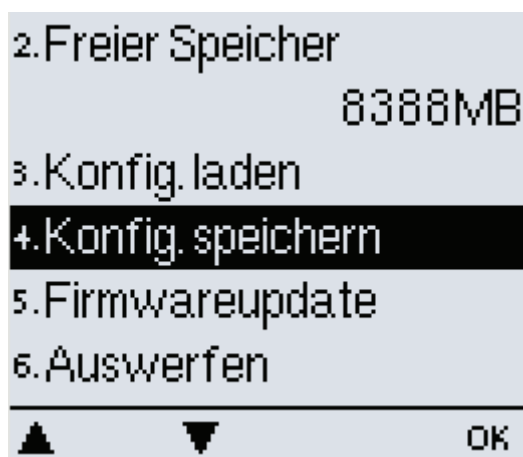 2.Freier Speicher
8388MB
3.Konfig. laden
4.Konfig. speichern
5.Firmwareupdate
6.Auswerfen
OK